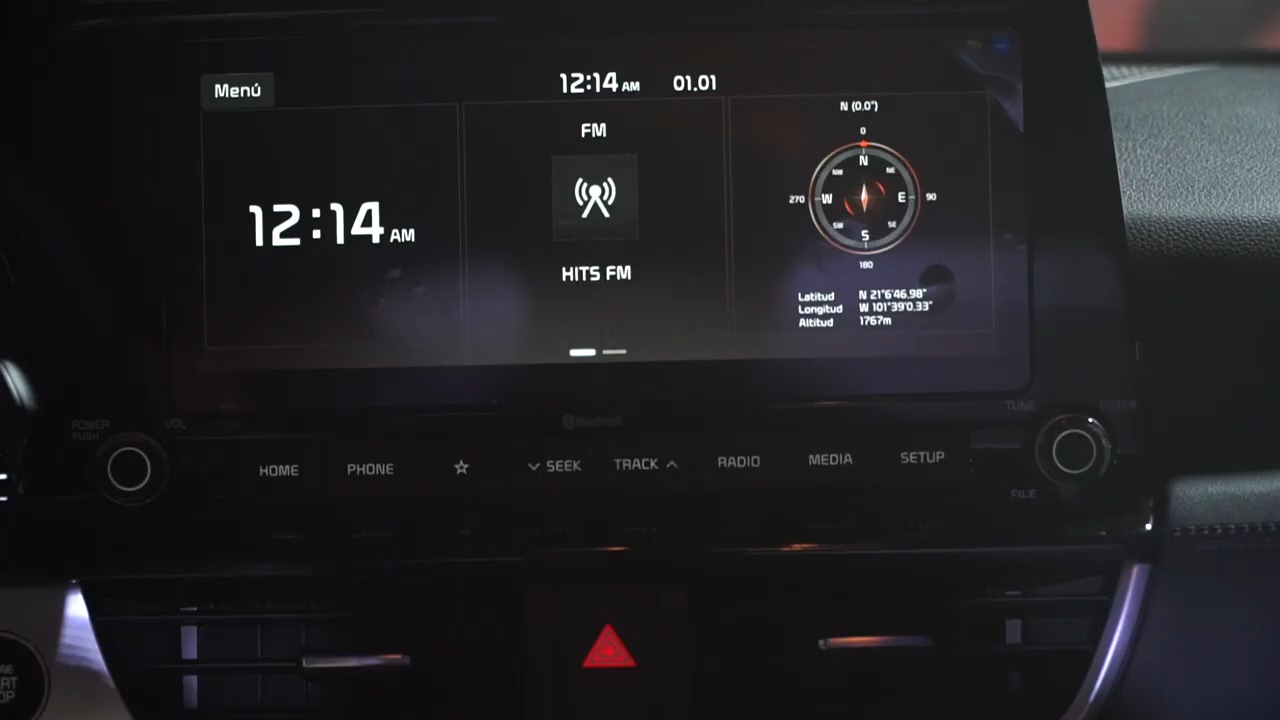 Menú
12:14 AM 01.01
12:14 AM
FM
HITS FM
N (0,0°)
0
N
NW NE
270 W E 90
SW SE
S
180
Latitud N 21°6'46.98"
Longitud W 101°39'0.33"
Altitud 1767m
POWER
PUSH
VOL
Bluetooth
TUNE
ENTER
HOME
PHONE
SEEK
TRACK
RADIO
MEDIA
SETUP
FILE